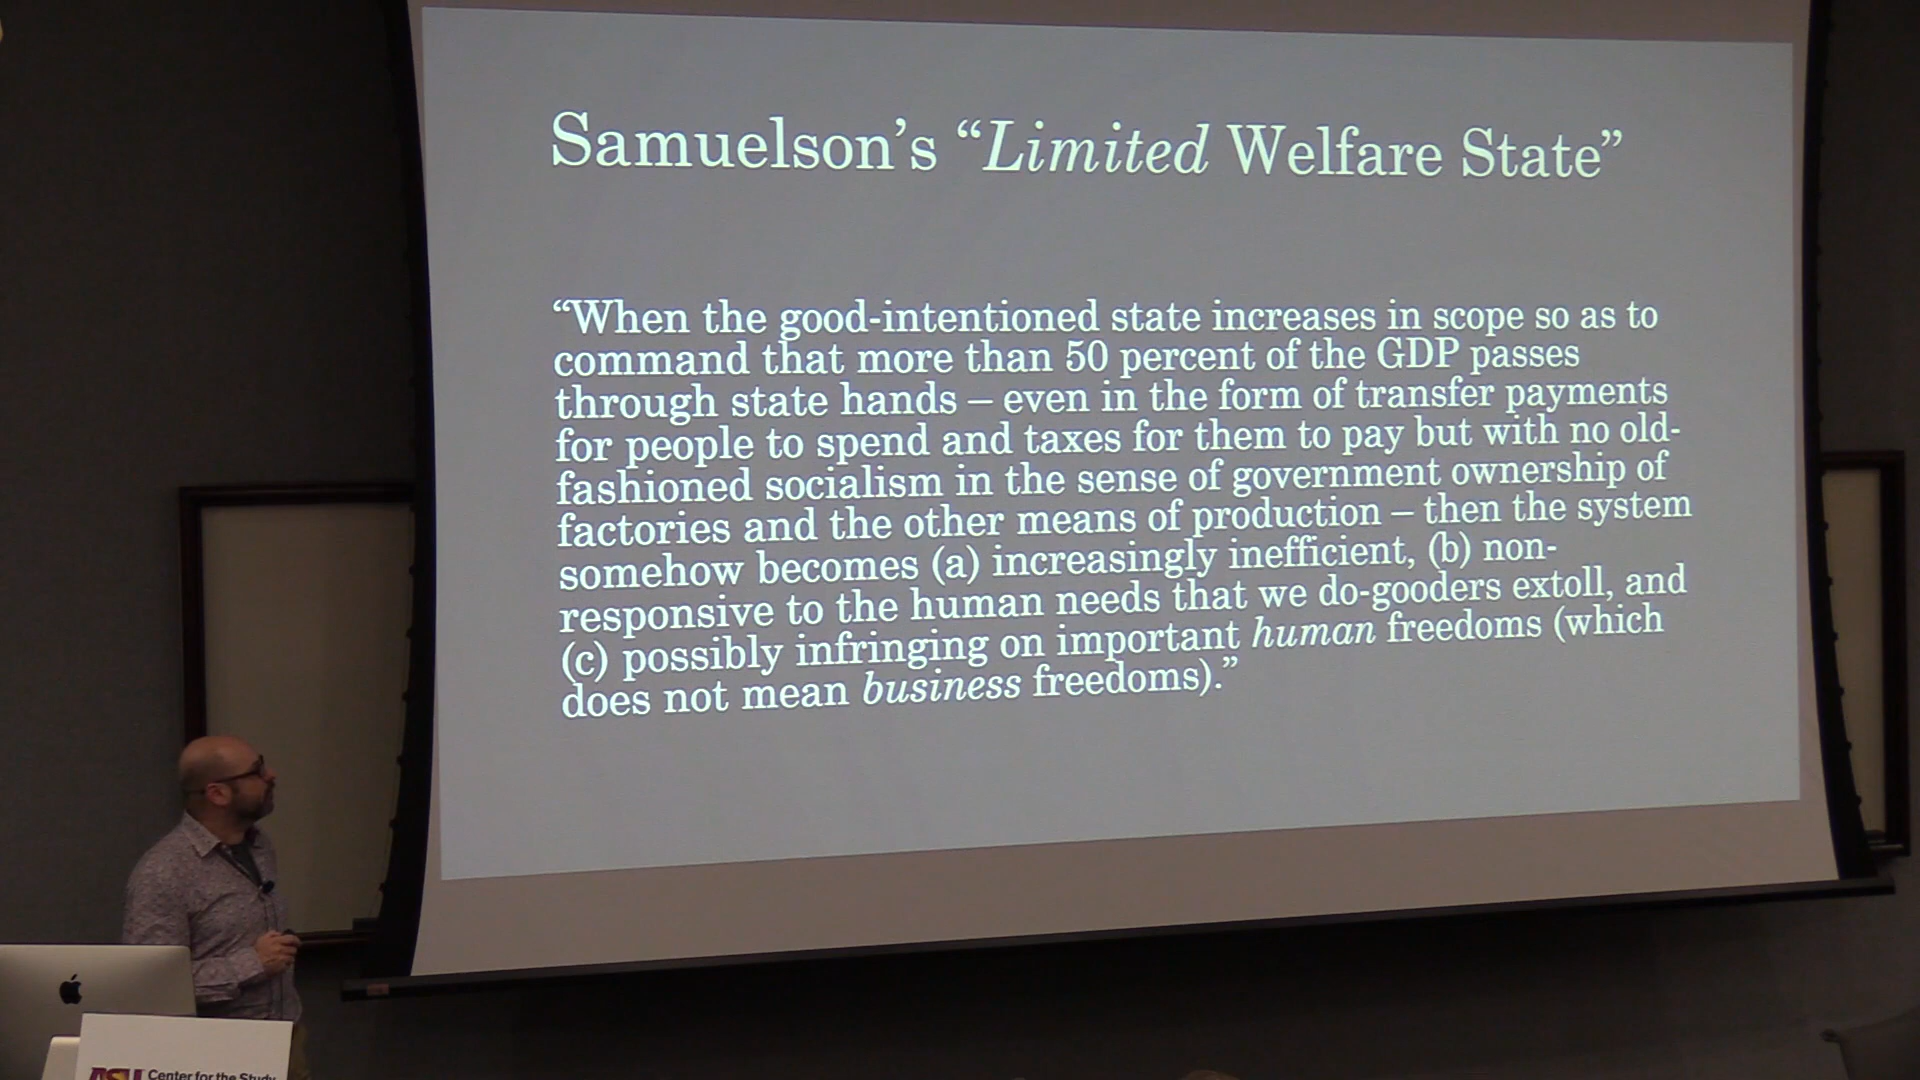 Samuelson’s “Limited Welfare State”
“When the good-intentioned state increases in scope so as to
command that more than 50 percent of the GDP passes
through state hands – even in the form of transfer payments
for people to spend and taxes for them to pay but with no old-
fashioned socialism in the sense of government ownership of
factories and the other means of production – then the system
somehow becomes (a) increasingly inefficient, (b) non-
responsive to the human needs that we do-gooders extoll, and
(c) possibly infringing on important human freedoms (which
does not mean business freedoms).”
ASU Center for the Study